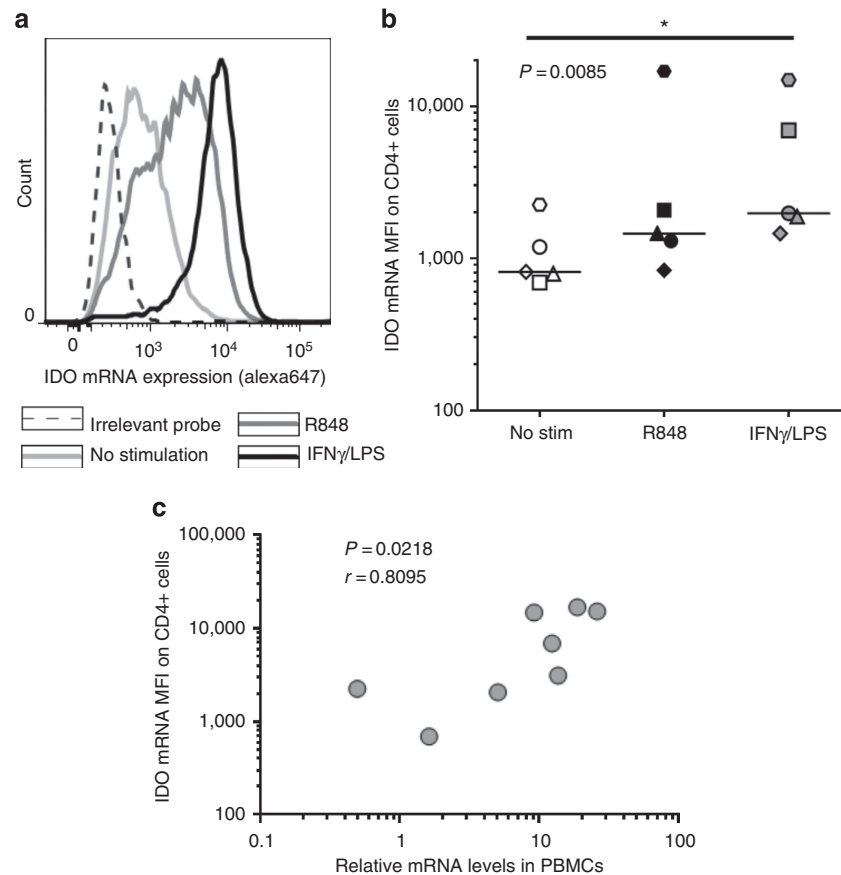 a
Count
0
0 10³ 10⁴ 10⁵
IDO mRNA expression (alexa647)
Irrelevant probe
R848
No stimulation
IFNγ/LPS
b
*
P = 0.0085
IDO mRNA MFI on CD4+ cells
10,000
1,000
100
No stim R848 IFNγ/LPS
c
P = 0.0218
r = 0.8095
IDO mRNA MFI on CD4+ cells
100,000
10,000
1,000
100
0.1 1 10 100
Relative mRNA levels in PBMCs